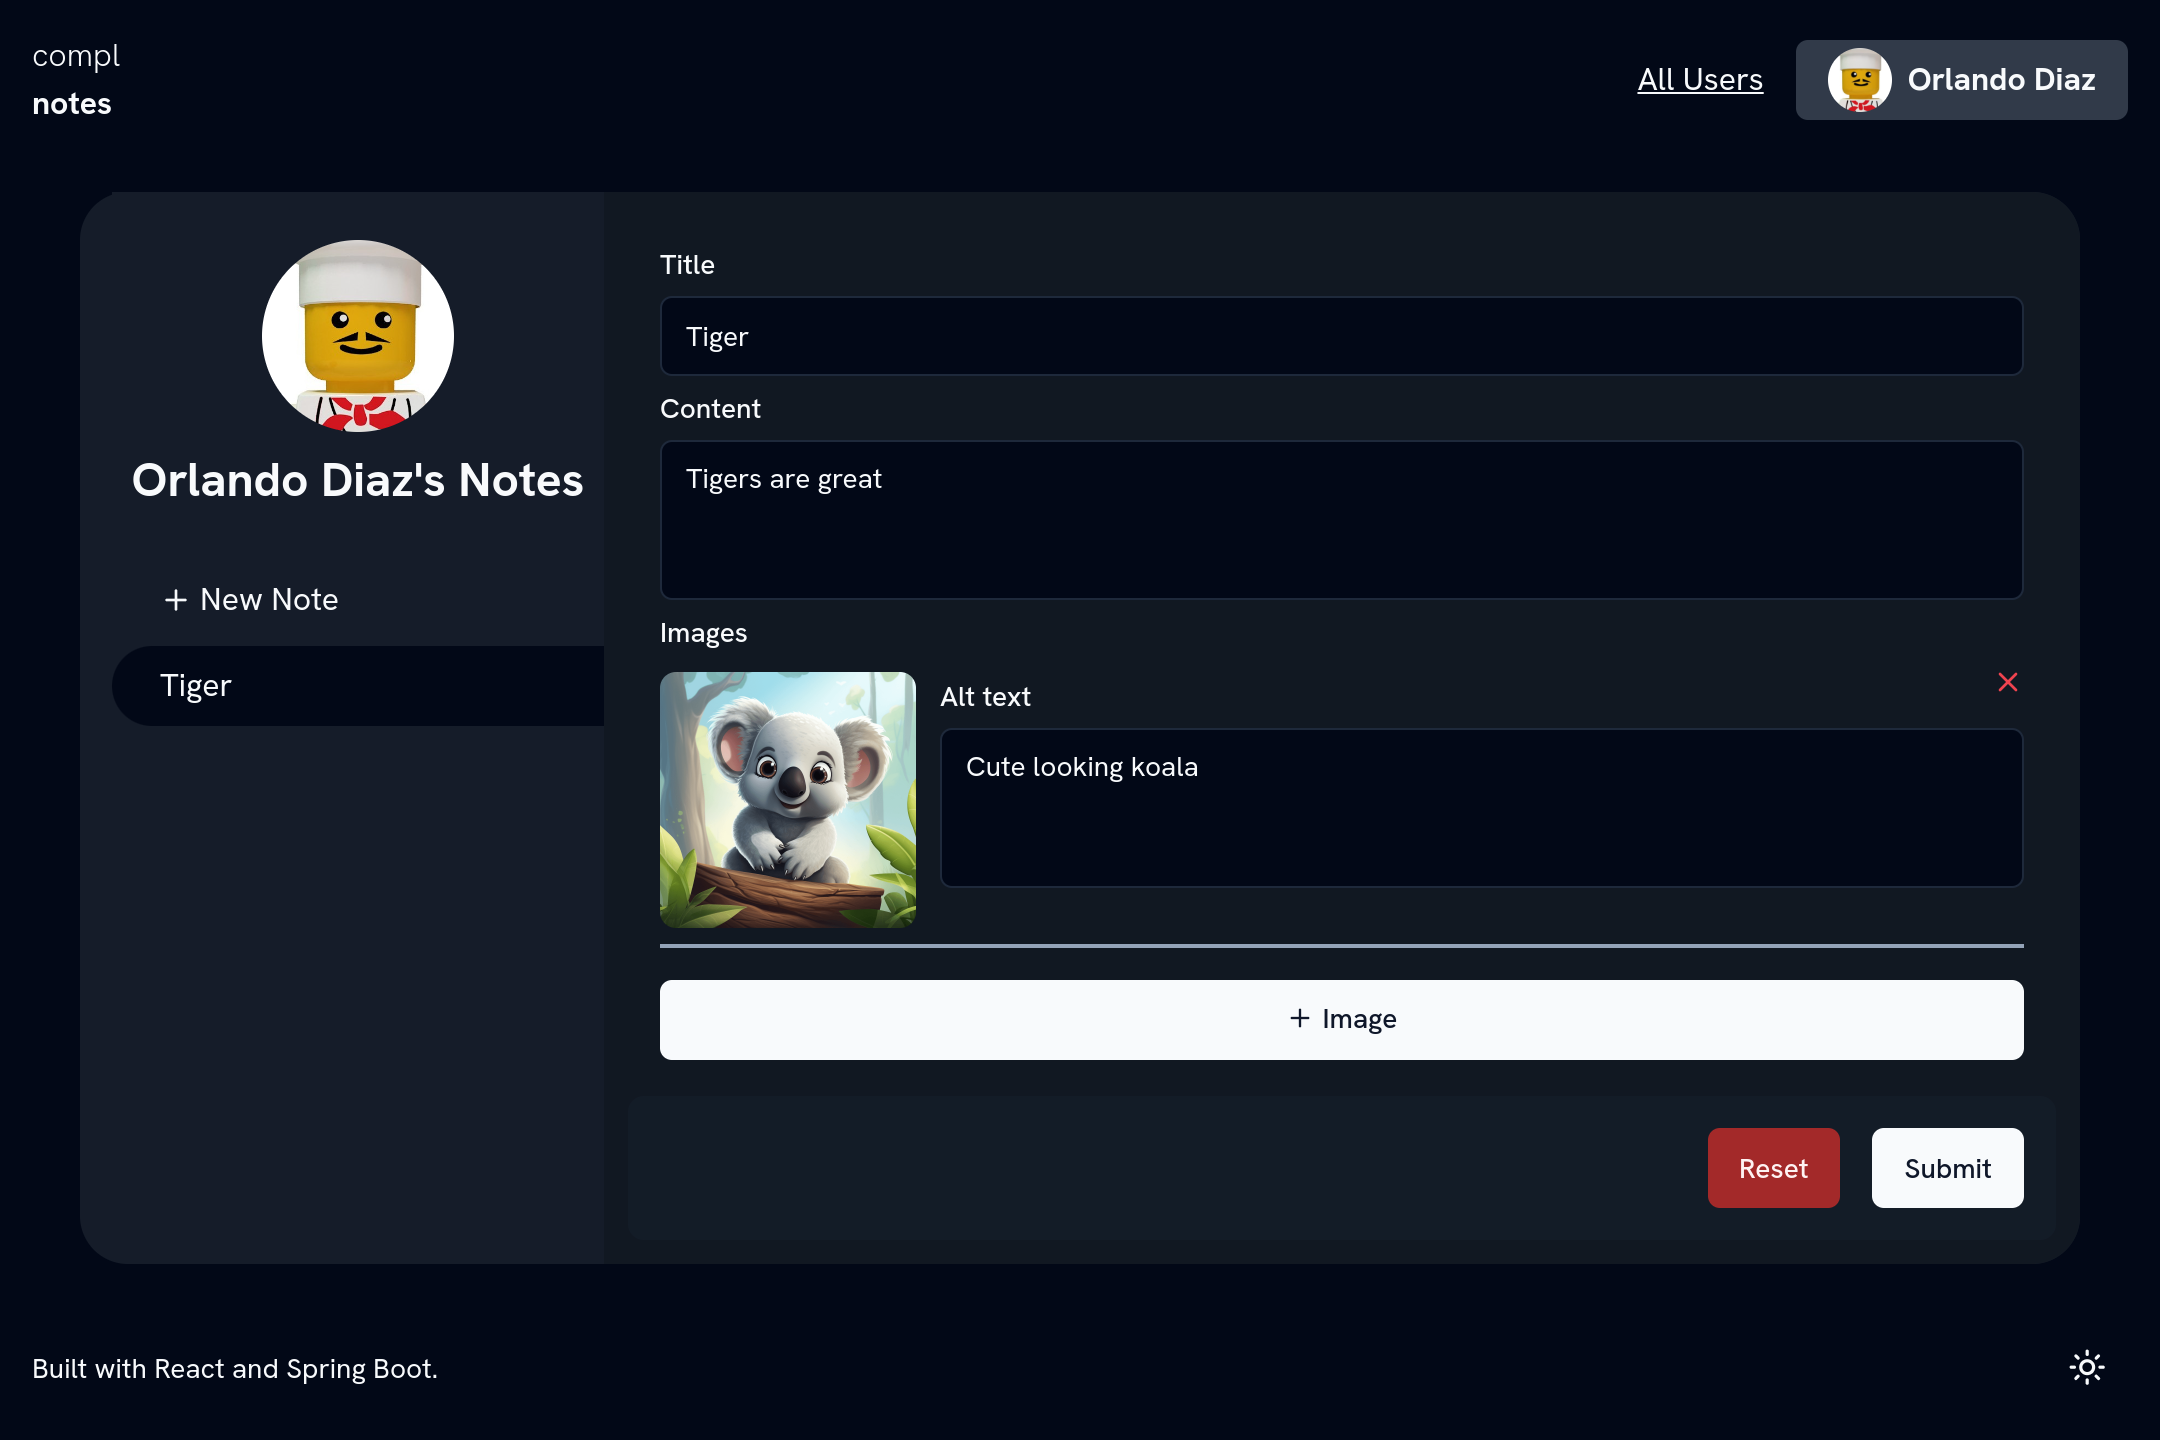 compl
notes
All Users
Orlando Diaz
Orlando Diaz's Notes
+ New Note
Tiger
Title
Tiger
Content
Tigers are great
Images
Alt text
Cute looking koala
+ Image
Reset
Submit
Built with React and Spring Boot.